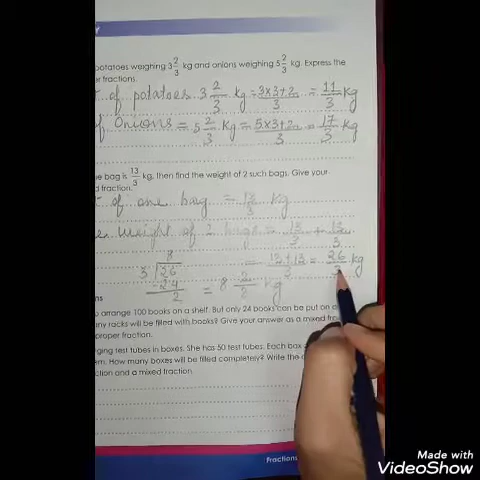 potatoes weighing 3 2/3 kg and onions weighing 5 2/3 kg. Express the
fractions.
of potatoes 3 2/3 kg = 3×3+2/3 = 11/3 kg
of Onions = 5 2/3 kg = 5×3+2/3 = 17/3 kg
bag is 13/3 kg, then find the weight of 2 such bags. Give your
fraction.
of one bag = 13/3 kg
weight of 2 bags = 13/3 + 13/3
= 13+13/3 = 26/3 kg
8
3 26
-24
2
= 8 2/ kg
arrange 100 books on a shelf. But only 24 books can be put on
many racks will be filled with books? Give your answer as a mixed
proper fraction.
test tubes in boxes. She has 50 test tubes. Each box
How many boxes will be filled completely? Write the
ction and a mixed fraction.
Fractions
Made with
VideoShow